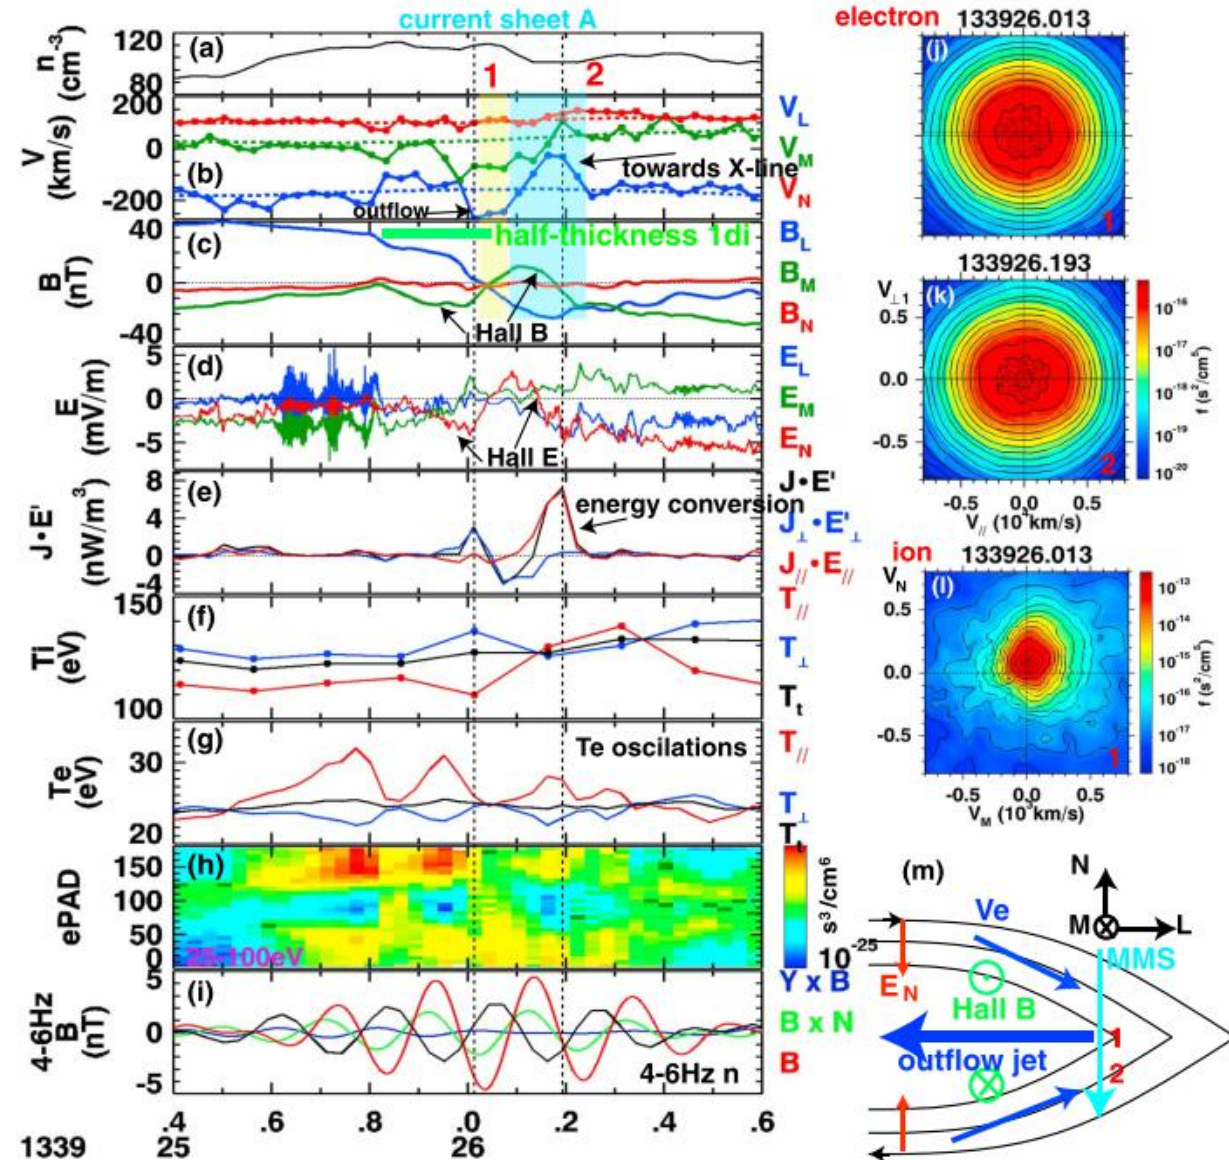 current sheet A
electron 133926.013
120
80
n (cm-3)
(a)
1
2
200
0
-200
V (km/s)
(b)
outflow
towards X-line
VL
VM
VN
40
0
-40
B (nT)
(c)
half-thickness 1di
Hall B
BL
BM
BN
5
0
-5
E (mV/m)
(d)
Hall E
EL
EM
EN
8
4
0
-4
J•E' (nW/m3)
(e)
energy conversion
J•E'
J⊥•E'⊥
J//•E//
150
100
Ti (eV)
(f)
T//
T⊥
Tt
30
20
Te (eV)
(g)
Te oscilations
T//
T⊥
Tt
150
100
50
0
ePAD
(h)
25-100eV
s3/cm6
10-25
5
0
-5
4-6Hz B (nT)
(i)
4-6Hz n
Y x B
B x N
B
.4 .6 .8 .0 .2 .4 .6
1339 25 26
(j)
1
133926.193
V⊥1
0.5
0.0
-0.5
(k)
2
-0.5 0.0 0.5
V// (104km/s)
10-16
10-17
10-18
10-19
10-20
f (s2/cm5)
ion 133926.013
VN
0.5
0.0
-0.5
(l)
1
-0.5 0.0 0.5
VM (103km/s)
10-13
10-14
10-15
10-16
10-17
10-18
f (s2/cm5)
(m)
N
M
L
Ve
MMS
EN
Hall B
1
outflow jet
2